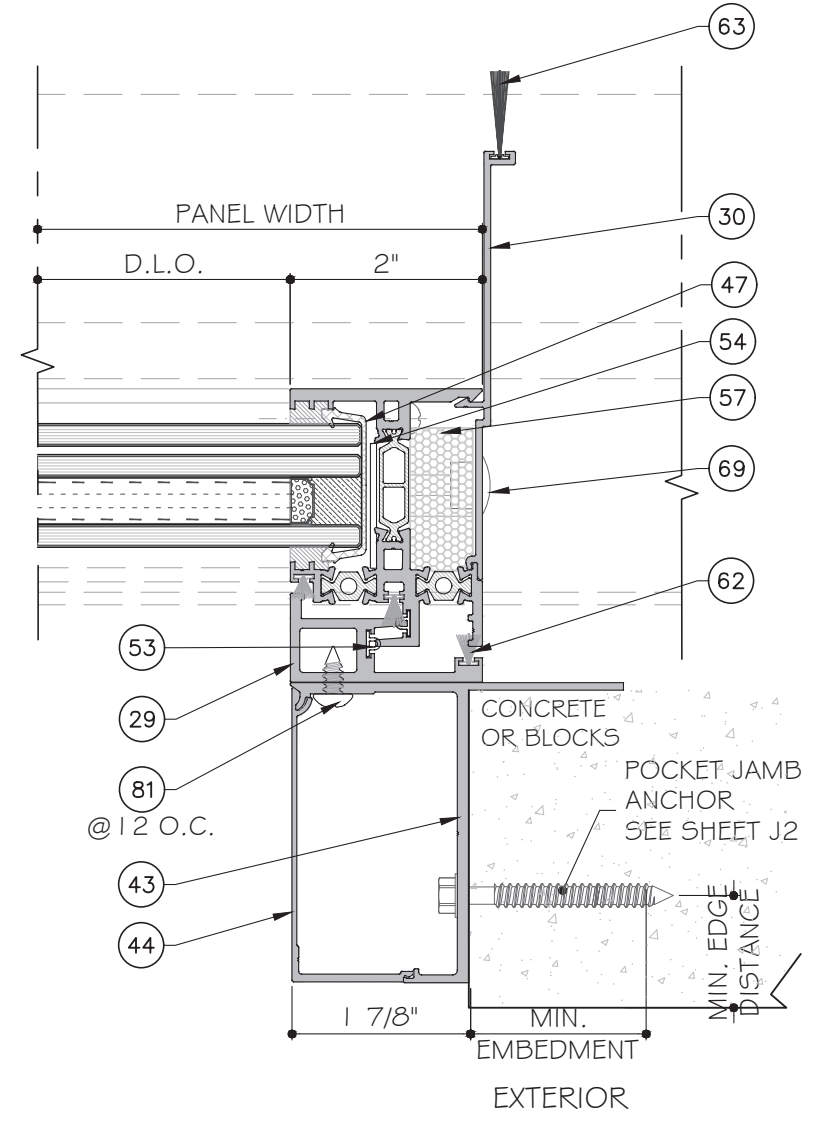 63
PANEL WIDTH
30
D.L.O.
2"
47
54
57
69
62
53
29
CONCRETE
OR BLOCKS
81
@12 O.C.
POCKET JAMB
ANCHOR
SEE SHEET J2
43
44
MIN. EDGE
DISTANCE
1 7/8"
MIN.
EMBEDMENT
EXTERIOR